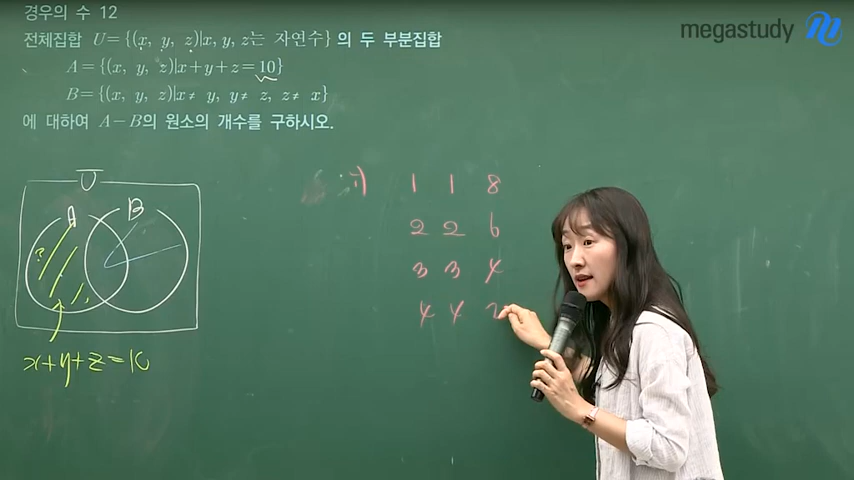 경우의 수 12
megastudy
전체집합 U={(x, y, z)|x, y, z는 자연수} 의 두 부분집합
A={(x, y, z)|x+y+z=10}
B={(x, y, z)|x≠ y, y≠ z, z≠ x}
에 대하여 A-B의 원소의 개수를 구하시오.
U
A B
?
x+y+z=10
i) 1 1 8
2 2 6
3 3 4
4 4 2